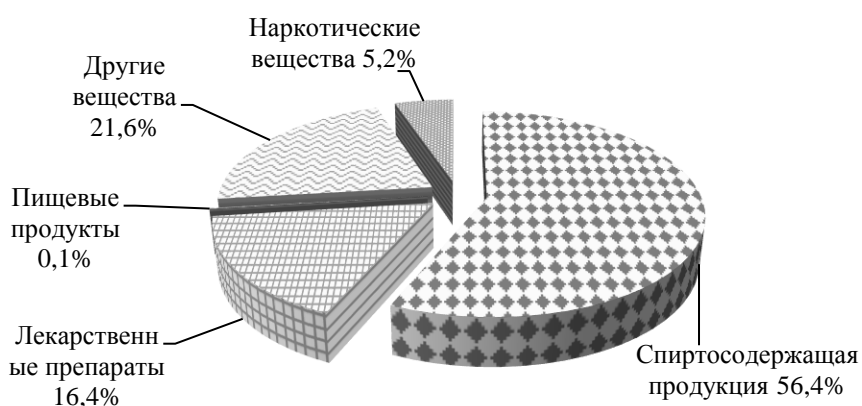 Наркотические
вещества 5,2%
Другие
вещества
21,6%
Пищевые
продукты
0,1%
Лекарственн
ые препараты
16,4%
Спиртосодержащая
продукция 56,4%